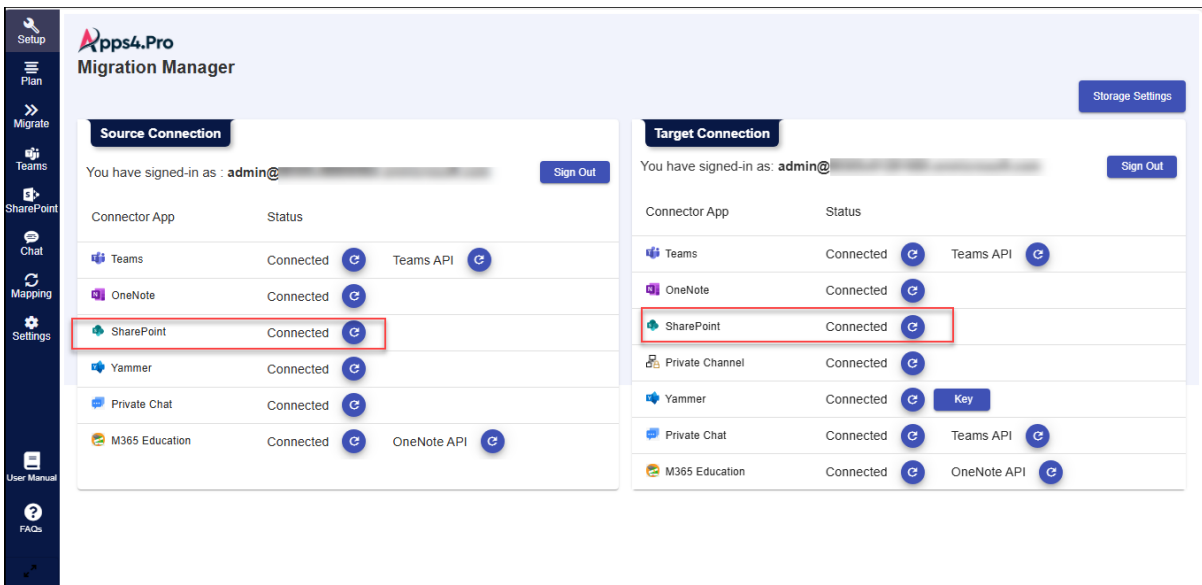 Setup
Plan
Migrate
Teams
SharePoint
Chat
Mapping
Settings
User Manual
FAQs
Apps4.Pro
Migration Manager
Storage Settings
Source Connection
You have signed-in as : admin@
Sign Out
Connector App Status
Teams Connected Teams API
OneNote Connected
SharePoint Connected
Yammer Connected
Private Chat Connected
M365 Education Connected OneNote API
Target Connection
You have signed-in as: admin@
Sign Out
Connector App Status
Teams Connected Teams API
OneNote Connected
SharePoint Connected
Private Channel Connected
Yammer Connected Key
Private Chat Connected Teams API
M365 Education Connected OneNote API